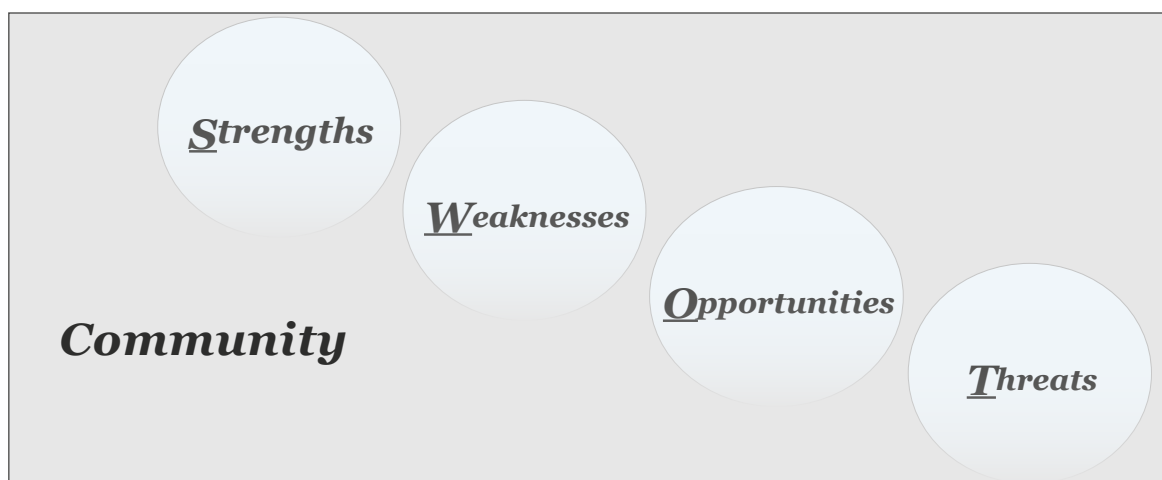 Strengths
Weaknesses
Opportunities
Community
Threats